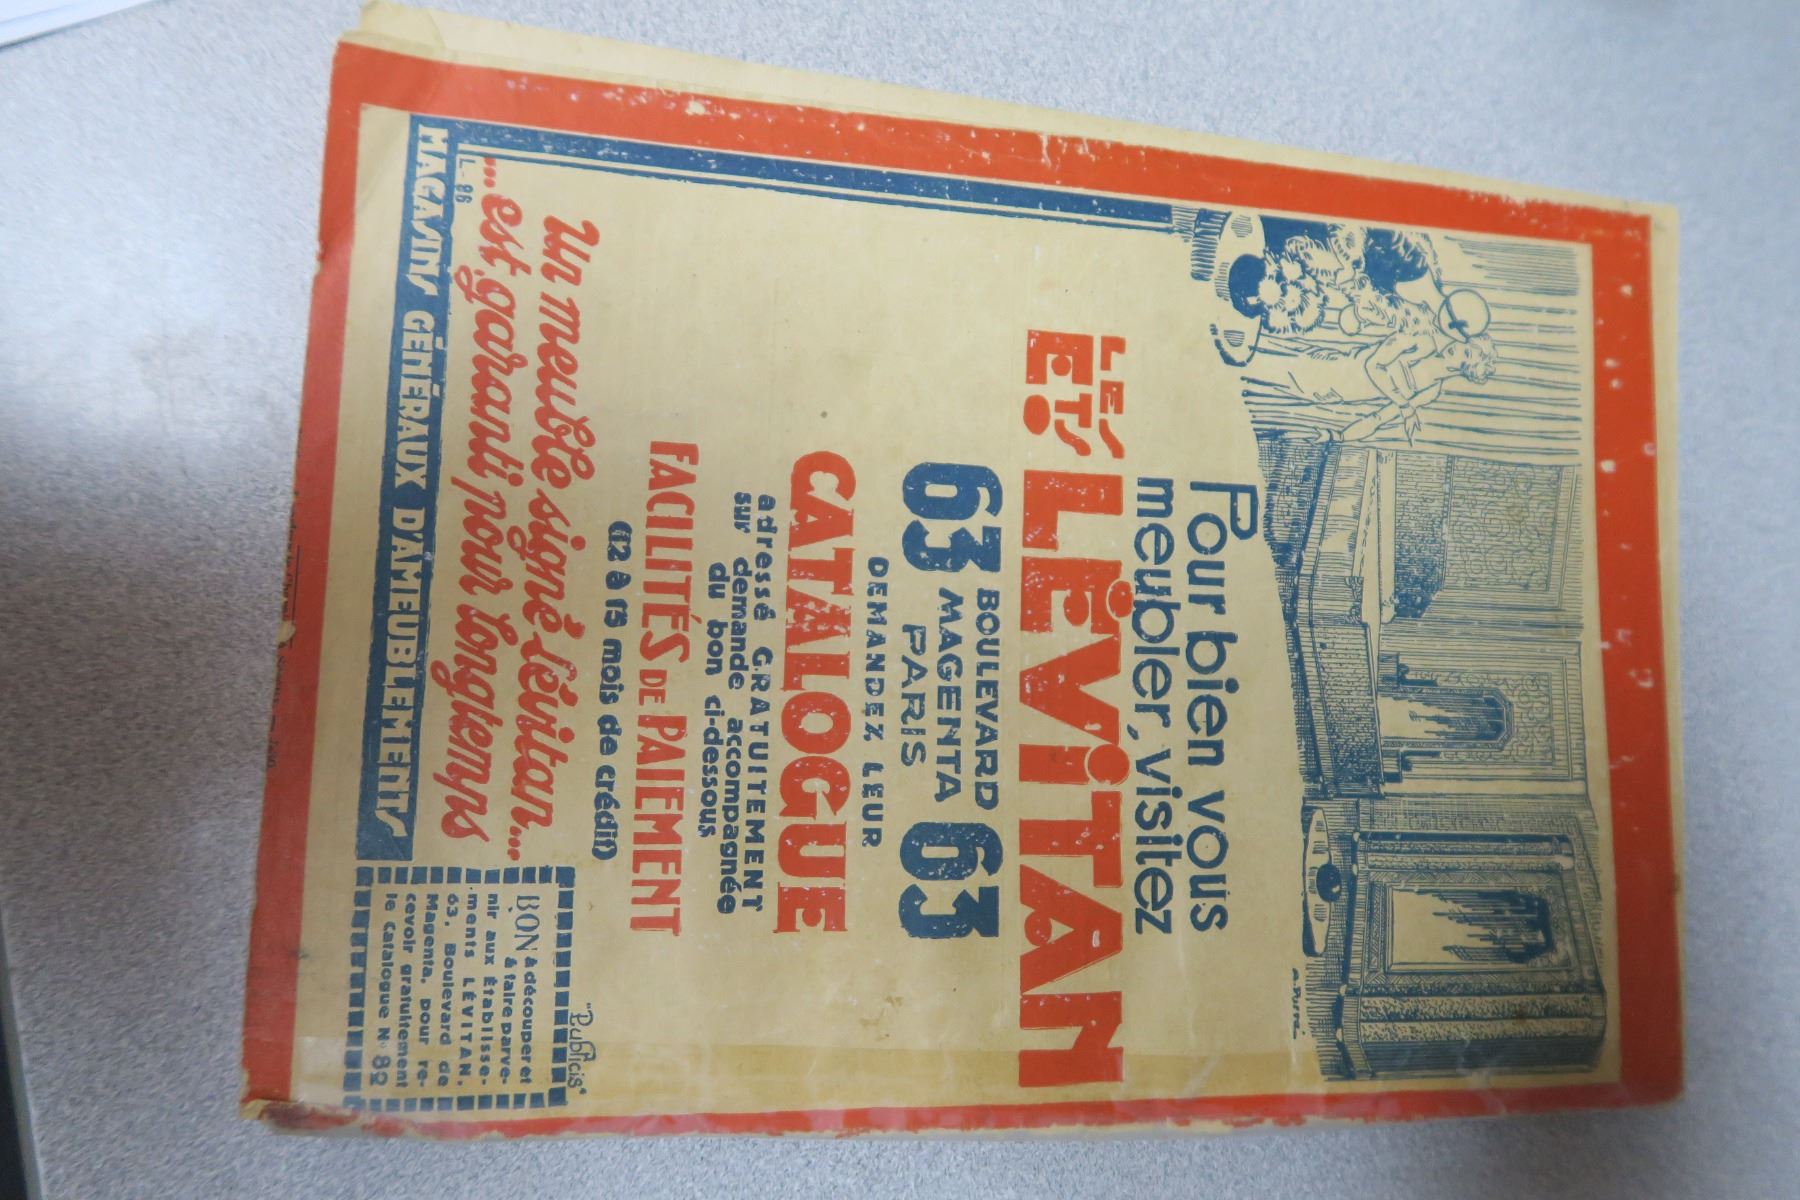 Pour bien vous
meubler, visitez
LES
ETS LÉVITAN
63 BOULEVARD
MAGENTA
PARIS 63
DEMANDEZ LEUR
CATALOGUE
adressé GRATUITEMENT
sur demande accompagnée
du bon ci-dessous
FACILITÉS DE PAIEMENT
(12 à 15 mois de crédit)
Un meuble signé Lévitan...
...est garanti pour longtemps
L-86
MAGASINS GÉNÉRAUX D'AMEUBLEMENTS
"Publicis"
BON à découper et
à faire parve-
nir aux Établisse-
ments LÉVITAN,
63, Boulevard de
Magenta, pour re-
cevoir gratuitement
le Catalogue N° 82